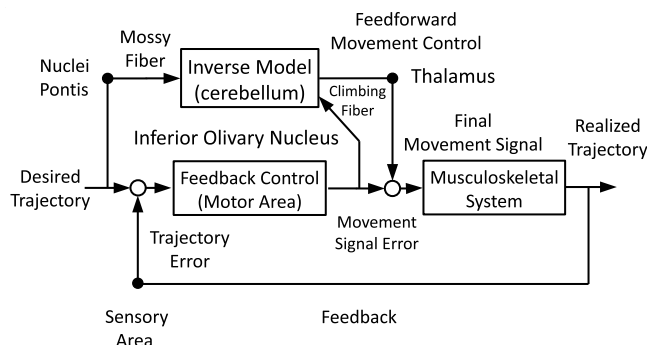 Feedforward
Movement Control
Mossy
Fiber
Nuclei
Pontis
Inverse Model
(cerebellum)
Thalamus
Climbing
Fiber
Inferior Olivary Nucleus
Final
Movement Signal
Realized
Trajectory
Desired
Trajectory
Feedback Control
(Motor Area)
Musculoskeletal
System
Movement
Signal Error
Trajectory
Error
Sensory
Area
Feedback